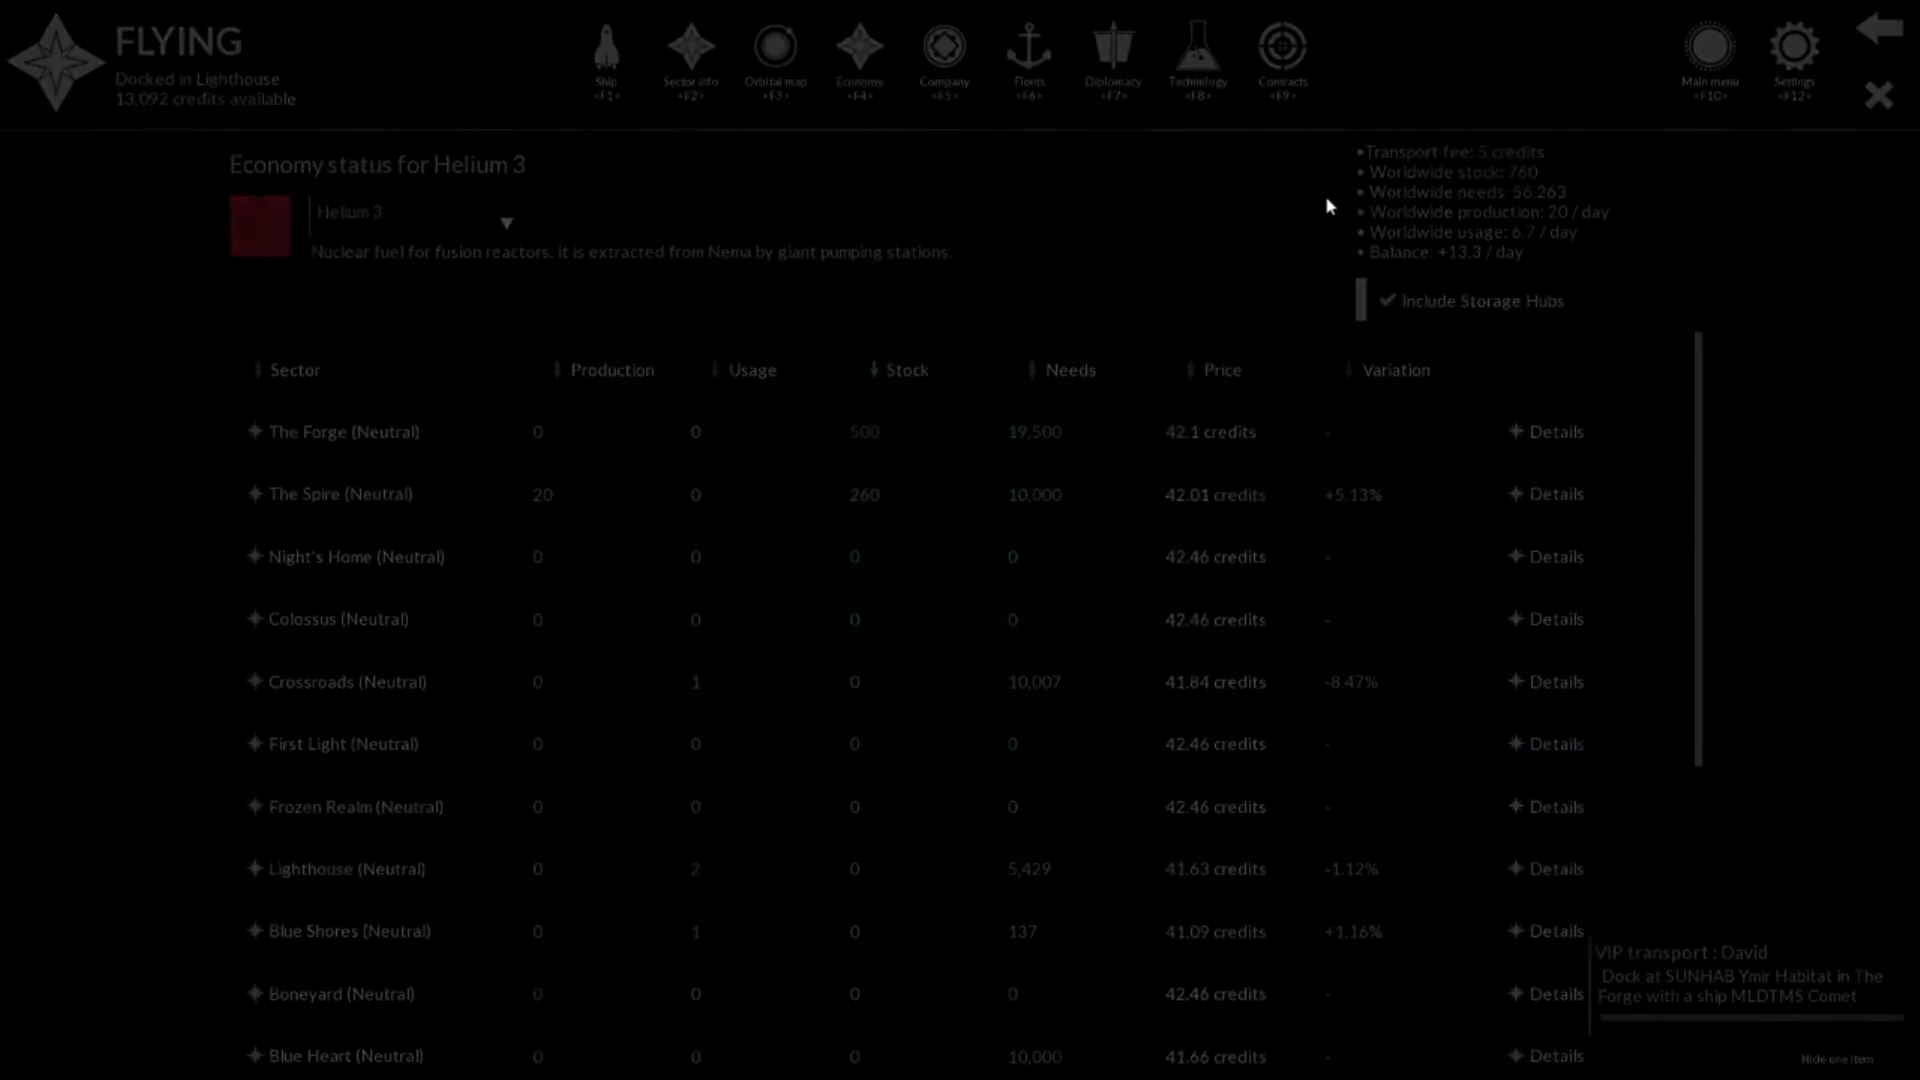 FLYING
Docked in Lighthouse
13,092 credits available
Ship
<F1>
Sector info
<F2>
Orbital map
<F3>
Economy
<F4>
Company
<F5>
Fleets
<F6>
Diplomacy
<F7>
Technology
<F8>
Contracts
<F9>
Main menu
<F10>
Settings
<F12>
Economy status for Helium 3
Helium 3
Nuclear fuel for fusion reactors. it is extracted from Nema by giant pumping stations.
•Transport fee: 5 credits
• Worldwide stock: 760
• Worldwide needs: 56,263
• Worldwide production: 20 / day
• Worldwide usage: 6.7 / day
• Balance: +13.3 / day
Include Storage Hubs
Sector Production Usage Stock Needs Price Variation
The Forge (Neutral) 0 0 500 19,500 42.1 credits - Details
The Spire (Neutral) 20 0 260 10,000 42.01 credits +5.13% Details
Night's Home (Neutral) 0 0 0 0 42.46 credits - Details
Colossus (Neutral) 0 0 0 0 42.46 credits - Details
Crossroads (Neutral) 0 1 0 10,007 41.84 credits -8.47% Details
First Light (Neutral) 0 0 0 0 42.46 credits - Details
Frozen Realm (Neutral) 0 0 0 0 42.46 credits - Details
Lighthouse (Neutral) 0 2 0 5,429 41.63 credits -1.12% Details
Blue Shores (Neutral) 0 1 0 137 41.09 credits +1.16% Details
Boneyard (Neutral) 0 0 0 0 42.46 credits - Details
Blue Heart (Neutral) 0 0 0 10,000 41.66 credits - Details
VIP transport : David
Dock at SUNHAB Ymir Habitat in The
Forge with a ship MLDTMS Comet
Hide one item